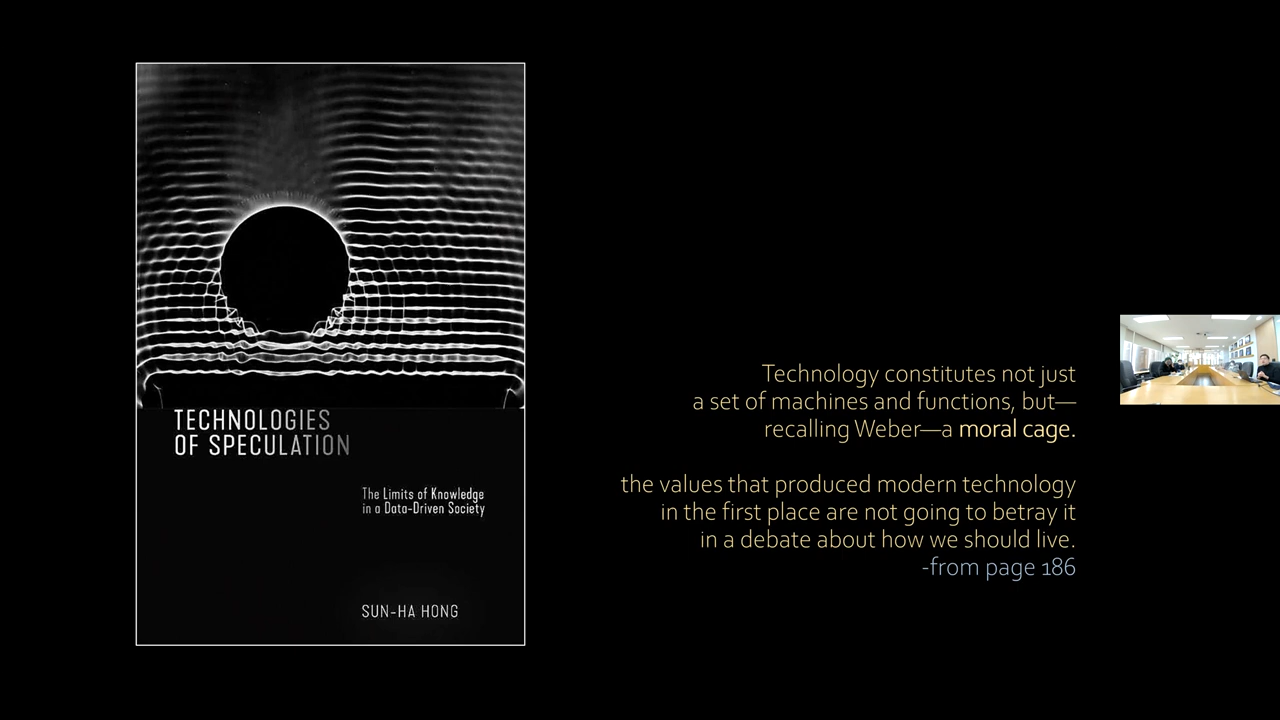 TECHNOLOGIES
OF SPECULATION
The Limits of Knowledge
in a Data-Driven Society
SUN-HA HONG
Technology constitutes not just
a set of machines and functions, but—
recalling Weber—a moral cage.
the values that produced modern technology
in the first place are not going to betray it
in a debate about how we should live.
-from page 186